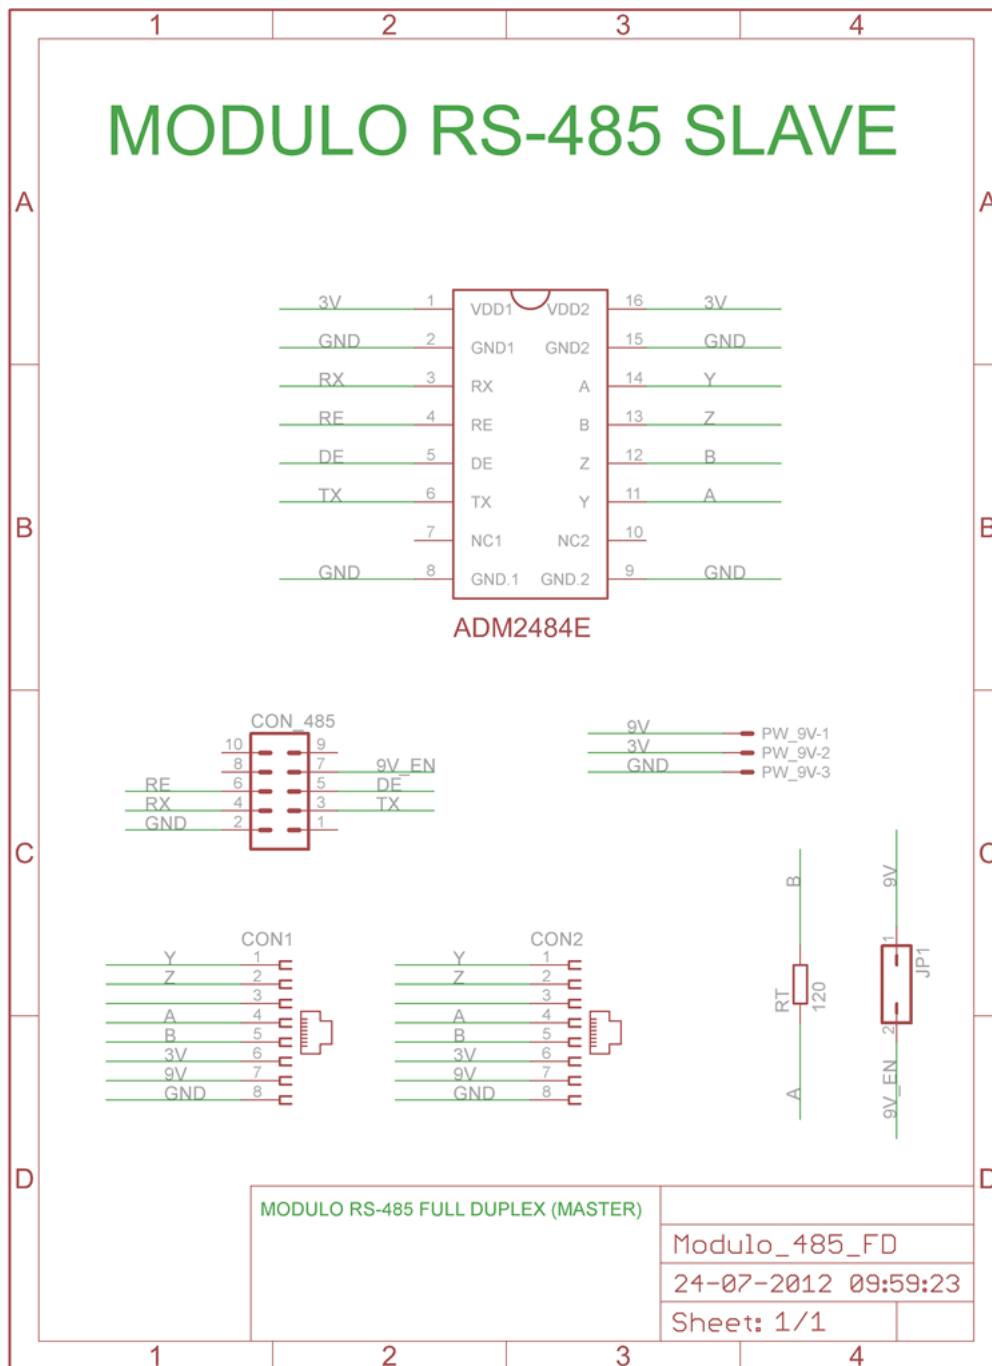 1 2 3 4
MODULO RS-485 SLAVE
A A
3V 1 VDD1 VDD2 16 3V
GND 2 GND1 GND2 15 GND
RX 3 RX A 14 Y
RE 4 RE B 13 Z
DE 5 DE Z 12 B
TX 6 TX Y 11 A
B B
7 NC1 NC2 10
GND 8 GND.1 GND.2 9 GND
ADM2484E
CON_485
10 9
8 7 9V_EN
RE 6 5 DE
RX 4 3 TX
GND 2 1
9V PW_9V-1
3V PW_9V-2
GND PW_9V-3
C C
B
RT
120
A
9V
1
JP1
2
9V_EN
CON1
Y 1
Z 2
3
A 4
B 5
3V 6
9V 7
GND 8
CON2
Y 1
Z 2
3
A 4
B 5
3V 6
9V 7
GND 8
D D
MODULO RS-485 FULL DUPLEX (MASTER)
Modulo_485_FD
24-07-2012 09:59:23
Sheet: 1/1
1 2 3 4